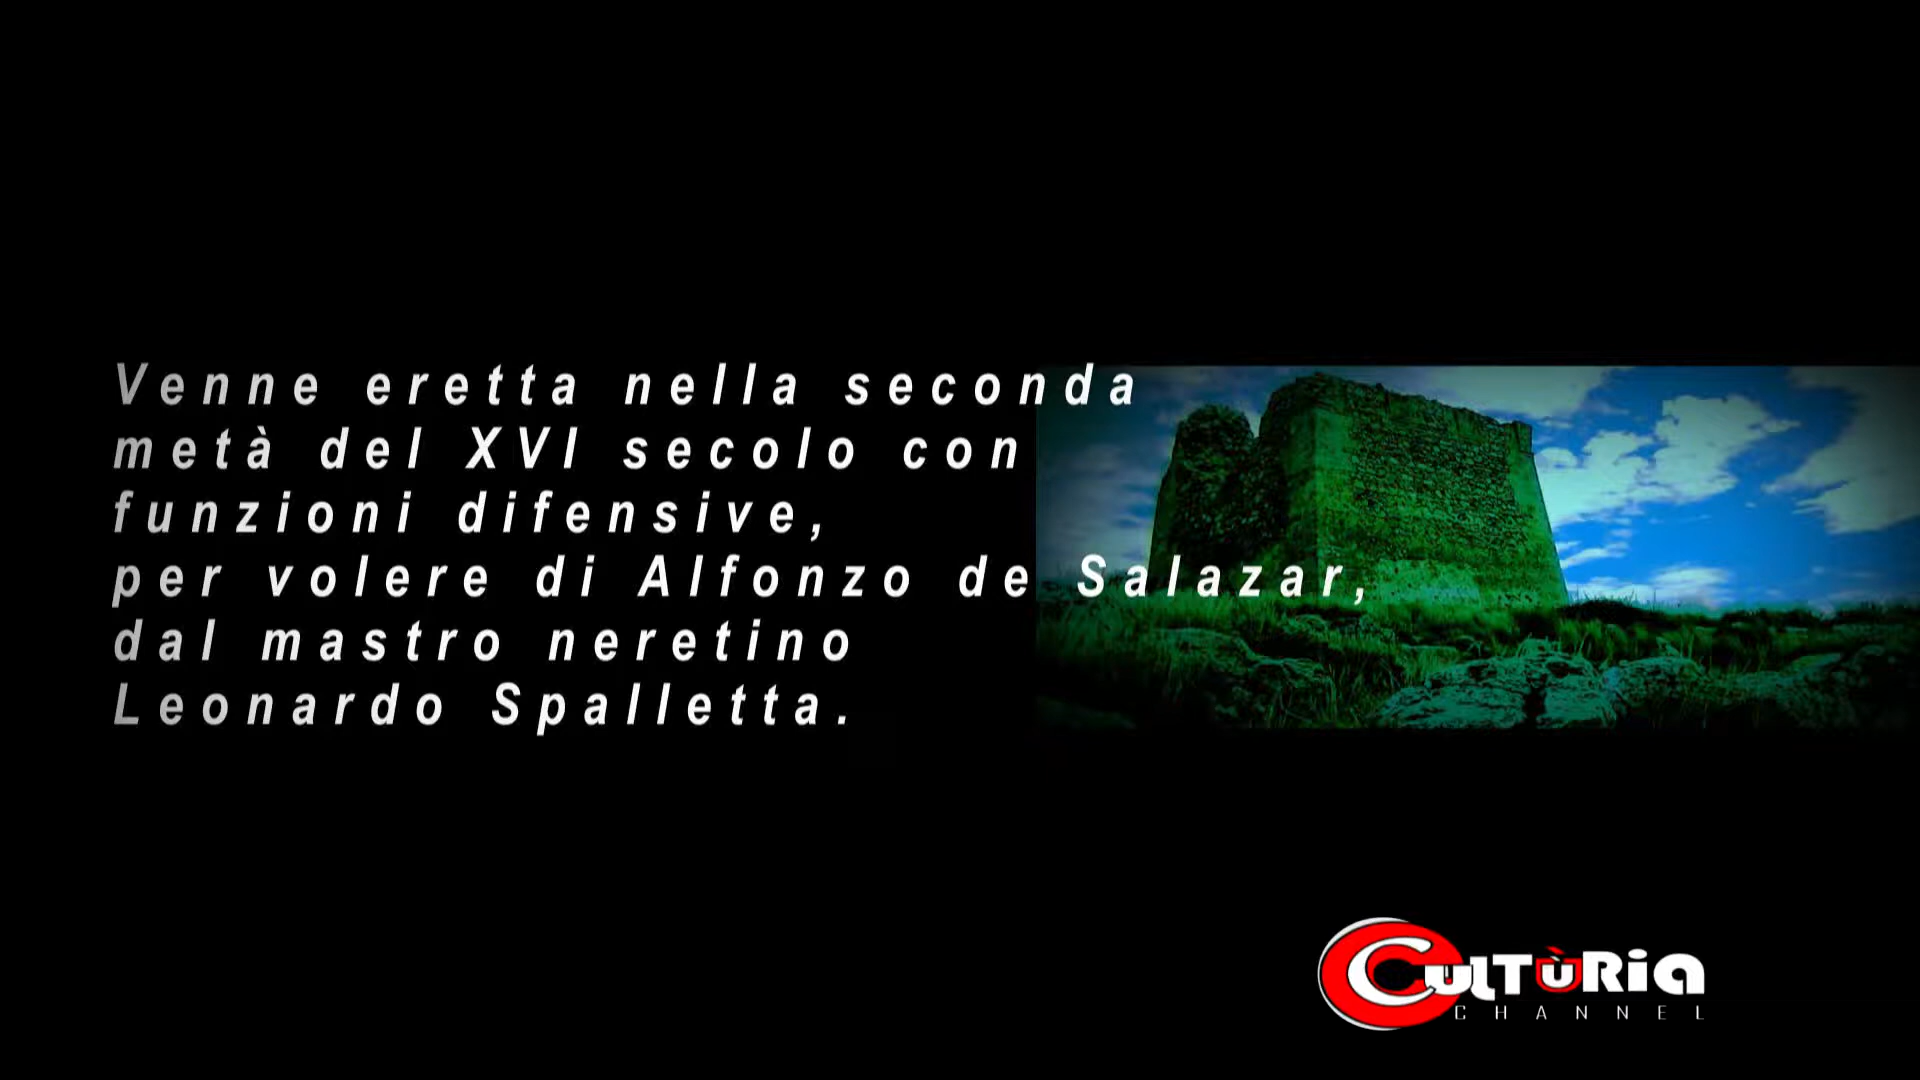 Venne eretta nella seconda
metà del XVI secolo con
funzioni difensive,
per volere di Alfonzo de Salazar,
dal mastro neretino
Leonardo Spalletta.
CulTùRia
CHANNEL